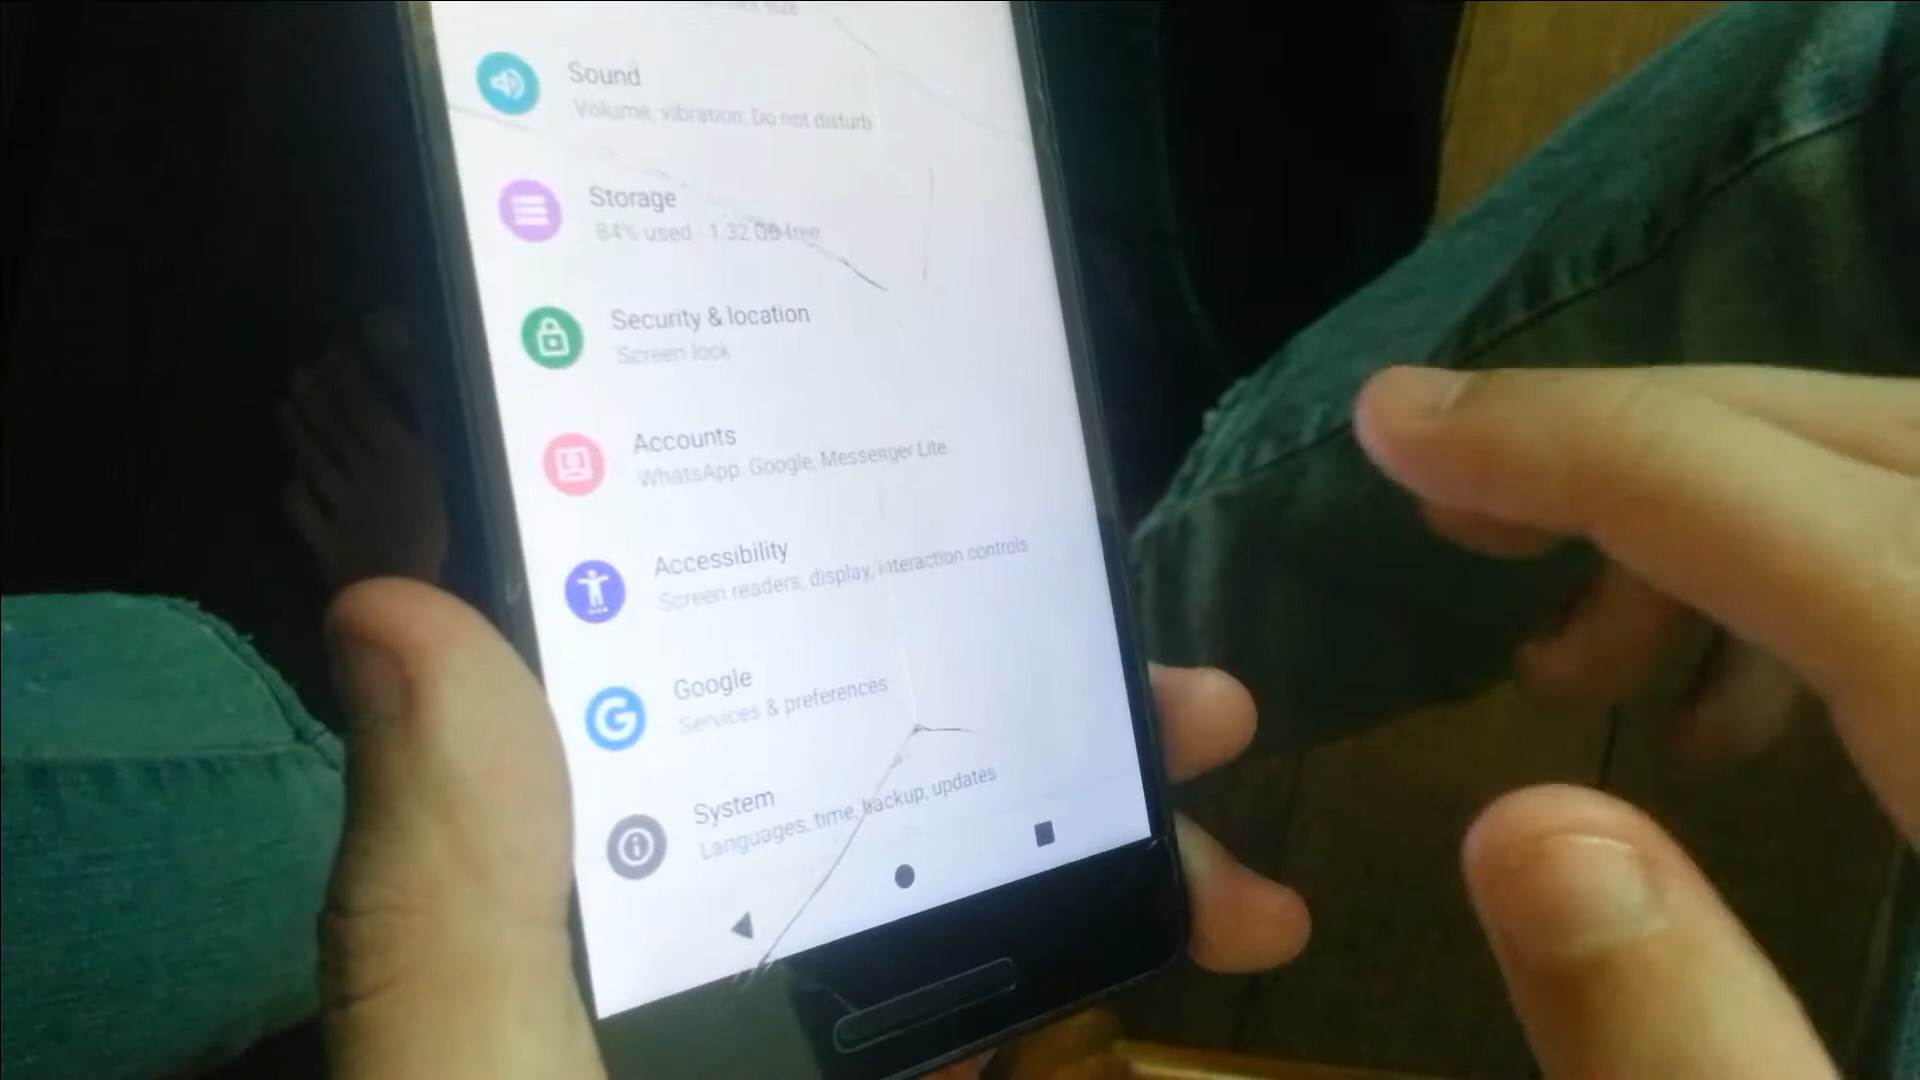 Sound
Volume, vibration, Do not disturb
Storage
84% used - 1.32 GB free
Security & location
Screen lock
Accounts
WhatsApp, Google, Messenger Lite
Accessibility
Screen readers, display, interaction controls
Google
Services & preferences
System
Languages, time, backup, updates